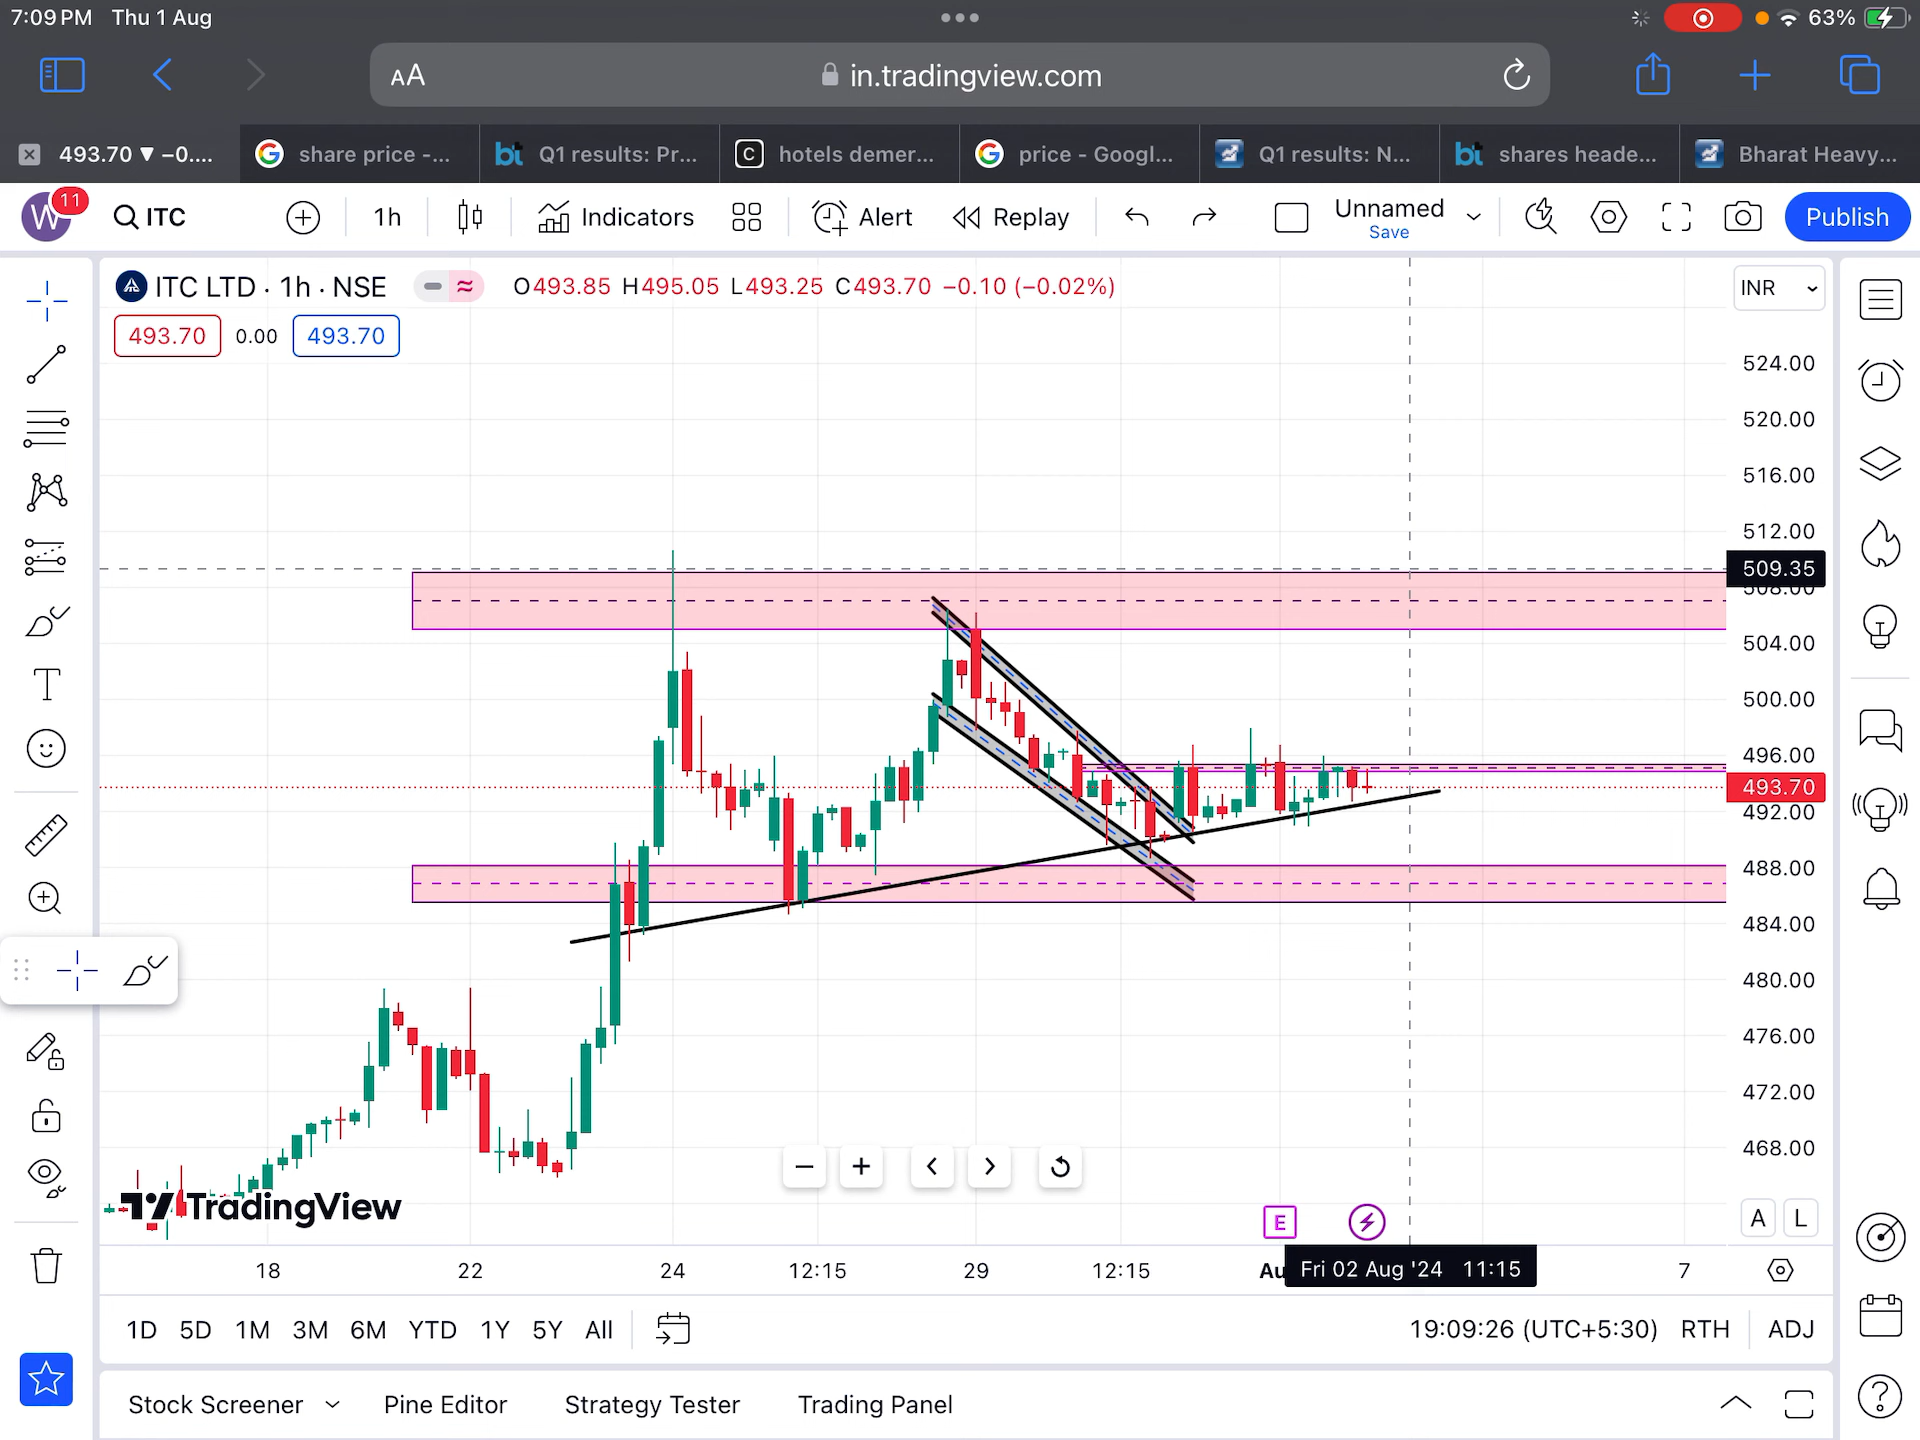 7:09 PM Thu 1 Aug
63%
AA
in.tradingview.com
493.70 ▼ −0....
share price -...
bt Q1 results: Pr...
C hotels demer...
price - Googl...
Q1 results: N...
bt shares heade...
Bharat Heavy...
W 11
ITC
1h
Indicators
Alert
Replay
Unnamed
Save
Publish
ITC LTD · 1h · NSE
O493.85 H495.05 L493.25 C493.70 −0.10 (−0.02%)
INR
493.70 0.00 493.70
524.00
520.00
516.00
512.00
509.35
508.00
504.00
500.00
496.00
493.70
492.00
488.00
484.00
480.00
476.00
472.00
468.00
TradingView
E
A L
18
22
24
12:15
29
12:15
Au
Fri 02 Aug '24 11:15
7
1D 5D 1M 3M 6M YTD 1Y 5Y All
19:09:26 (UTC+5:30) RTH ADJ
Stock Screener
Pine Editor
Strategy Tester
Trading Panel